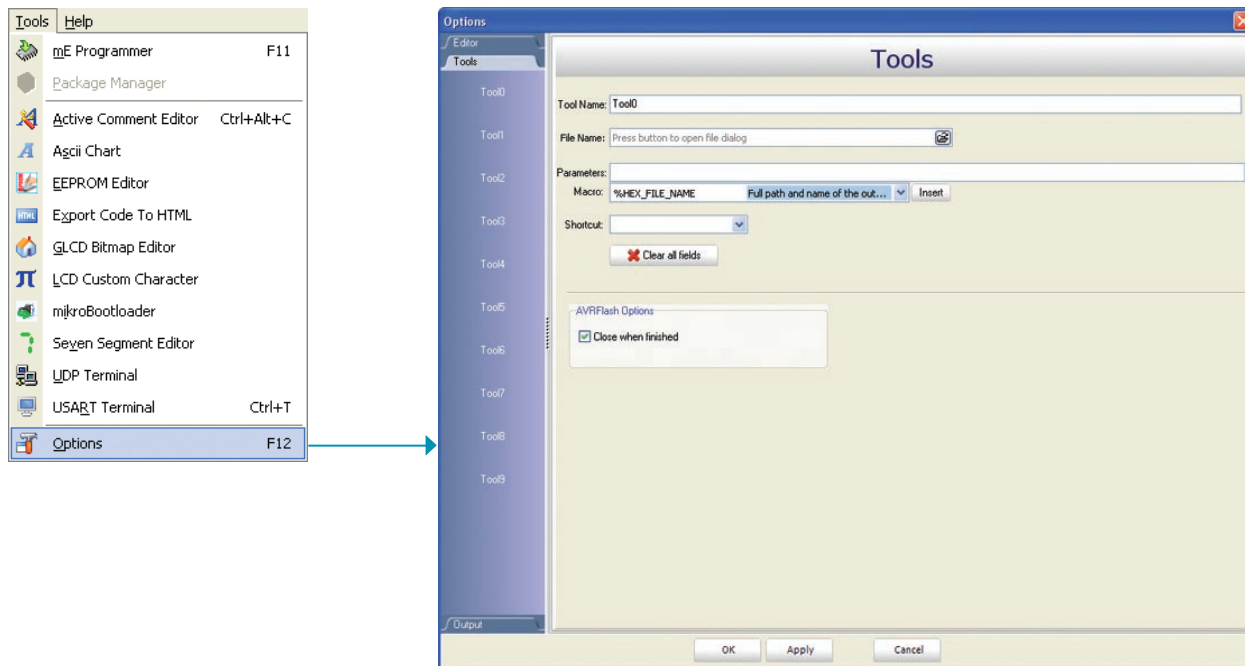 Tools Help
mE Programmer F11
Package Manager
Active Comment Editor Ctrl+Alt+C
Ascii Chart
EEPROM Editor
HTML Export Code To HTML
GLCD Bitmap Editor
LCD Custom Character
mikroBootloader
Seven Segment Editor
UDP Terminal
USART Terminal Ctrl+T
Options F12
Options
Editor
Tools
Tool0
Tool1
Tool2
Tool3
Tool4
Tool5
Tool6
Tool7
Tool8
Tool9
Output
Tools
Tool Name: Tool0
File Name: Press button to open file dialog
Parameters:
Macro: %HEX_FILE_NAME Full path and name of the out... Insert
Shortcut:
Clear all fields
AVRFlash Options
Close when finished
OK Apply Cancel